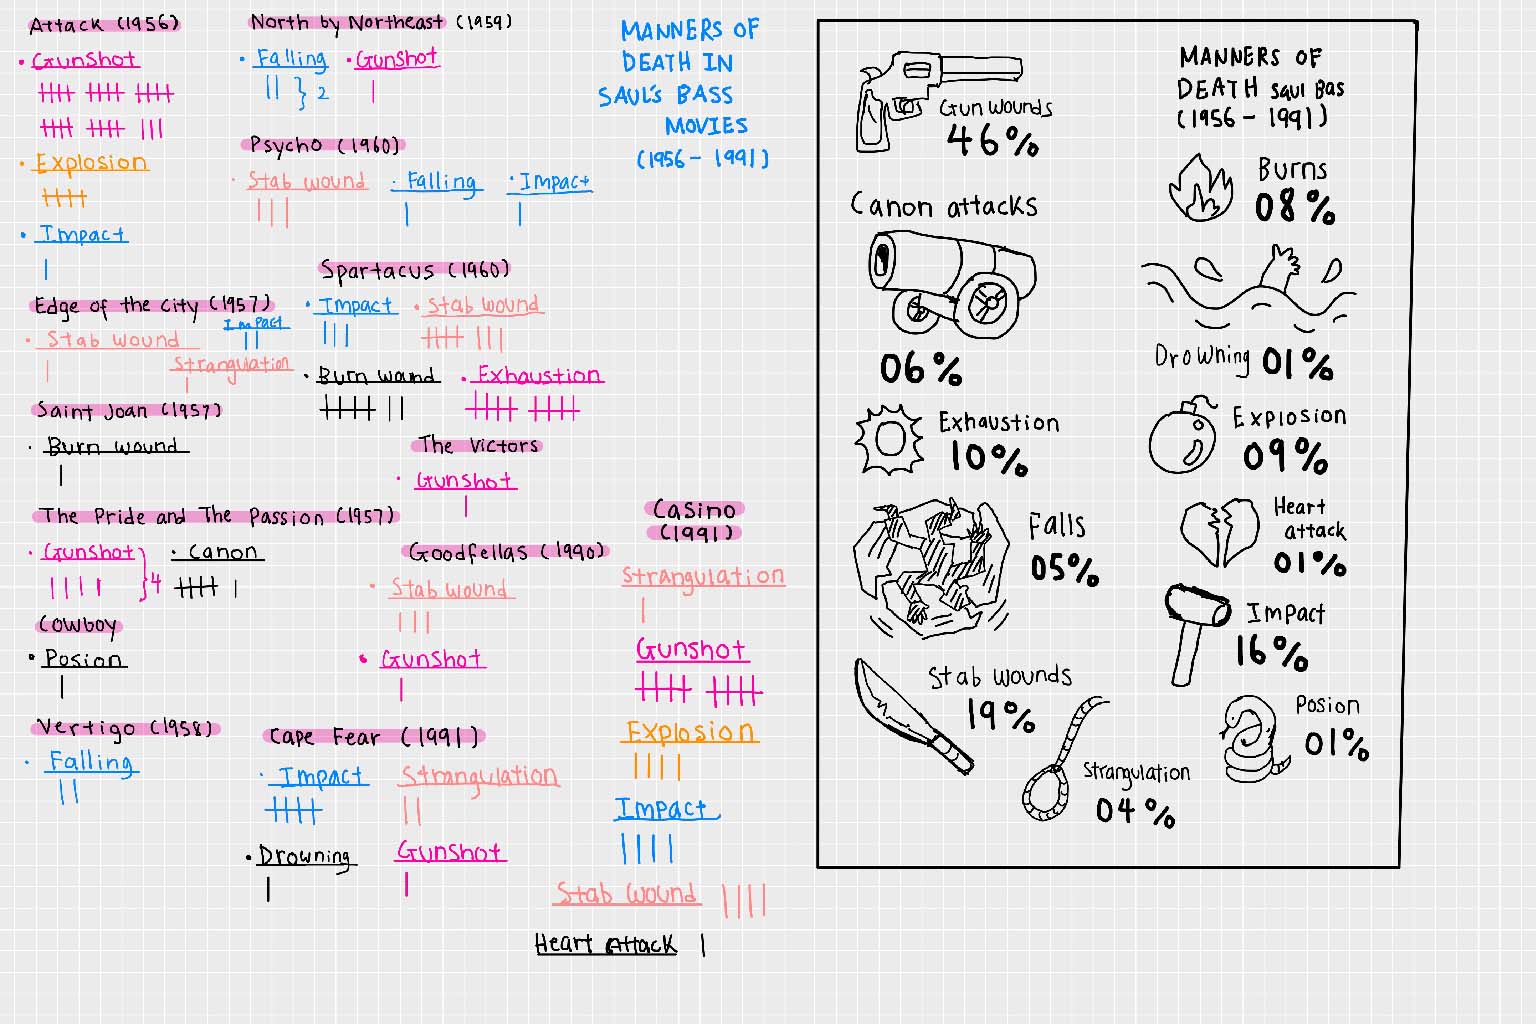 Attack (1956)
• Gunshot
• Explosion
• Impact
Edge of the city (1957)
• Stab wound
Impact
Strangulation
Saint Joan (1957)
• Burn wound
The Pride and The Passion (1957)
• Gunshot
4
• Canon
Cowboy
• Posion
Vertigo (1958)
• Falling
North by Northeast (1959)
• Falling
2
• Gunshot
Psycho (1960)
• Stab wound • Falling • Impact
Spartacus (1960)
• Impact • Stab wound
• Burn wound • Exhaustion
The Victors
• Gunshot
Goodfellas (1990)
• Stab wound
• Gunshot
Cape Fear (1991)
• Impact Strangulation
• Drowning Gunshot
Casino
(1991)
Strangulation
Gunshot
Explosion
Impact
Stab wound
Heart Attack
MANNERS OF
DEATH IN
SAUL'S BASS
MOVIES
(1956 - 1991)
MANNERS OF
DEATH Saul Bas
(1956 - 1991)
Gun wounds
46%
Burns
08%
Canon attacks
06%
Drowning 01%
Exhaustion
10%
Explosion
09%
Falls
05%
Heart
attack
01%
Impact
16%
Stab wounds
19%
Posion
01%
Strangulation
04%